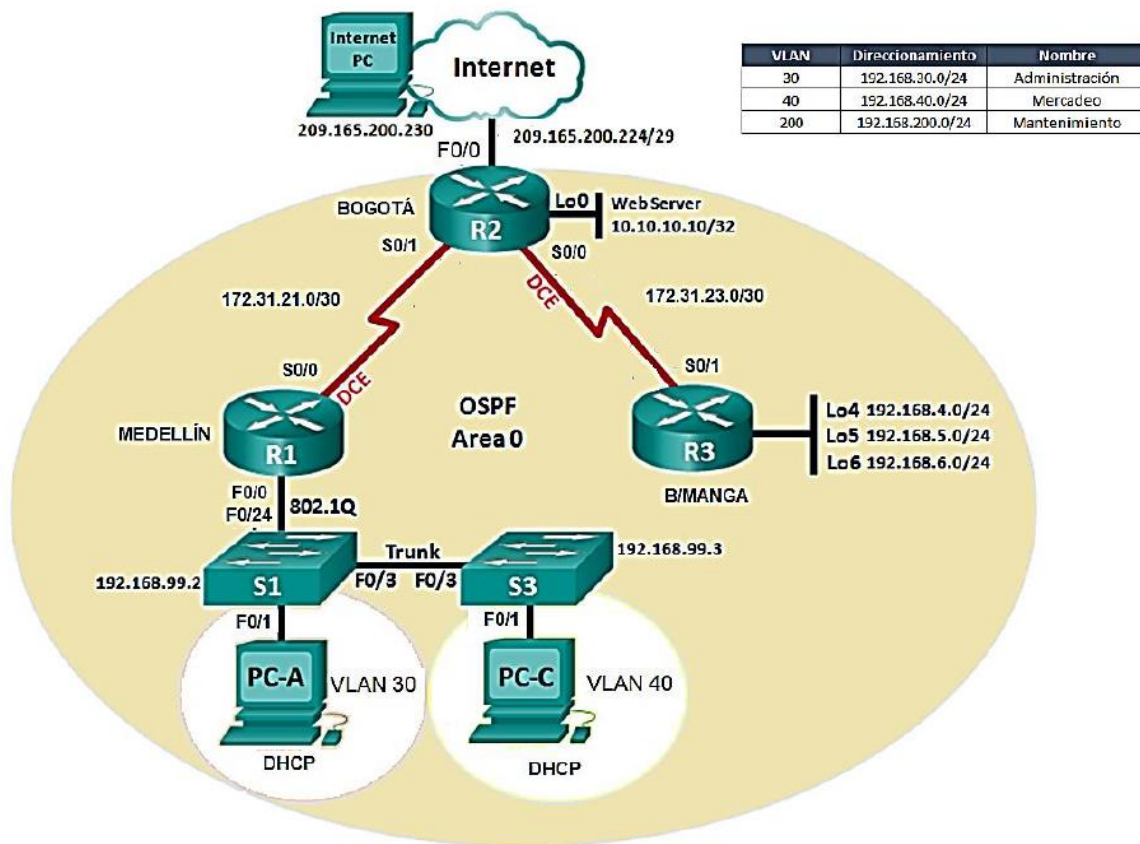 Internet
PC
Internet
209.165.200.230
209.165.200.224/29
F0/0
VLAN Direccionamiento Nombre
30 192.168.30.0/24 Administración
40 192.168.40.0/24 Mercadeo
200 192.168.200.0/24 Mantenimiento
BOGOTÁ
R2
Lo0
Web Server
10.10.10.10/32
S0/1
S0/0
DCE
172.31.21.0/30
172.31.23.0/30
S0/0
DCE
S0/1
OSPF
Area 0
MEDELLÍN
R1
R3
B/MANGA
Lo4 192.168.4.0/24
Lo5 192.168.5.0/24
Lo6 192.168.6.0/24
F0/0
F0/24
802.1Q
Trunk
F0/3 F0/3
192.168.99.2
S1
S3
192.168.99.3
F0/1
F0/1
PC-A
VLAN 30
PC-C
VLAN 40
DHCP
DHCP